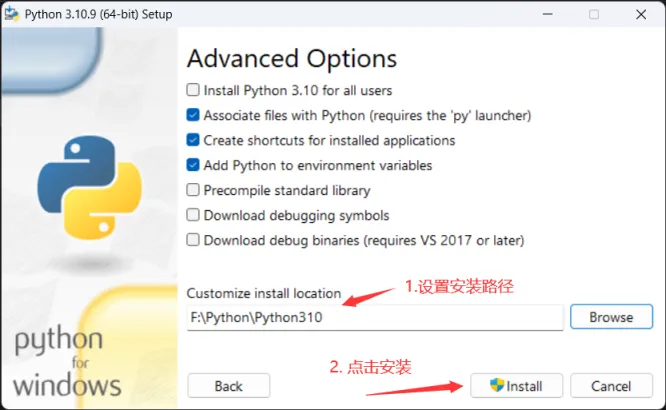 Python 3.10.9 (64-bit) Setup
Advanced Options
Install Python 3.10 for all users
Associate files with Python (requires the 'py' launcher)
Create shortcuts for installed applications
Add Python to environment variables
Precompile standard library
Download debugging symbols
Download debug binaries (requires VS 2017 or later)
1.设置安装路径
Customize install location
F:\Python\Python310
Browse
python
for
windows
2. 点击安装
Back
Install
Cancel